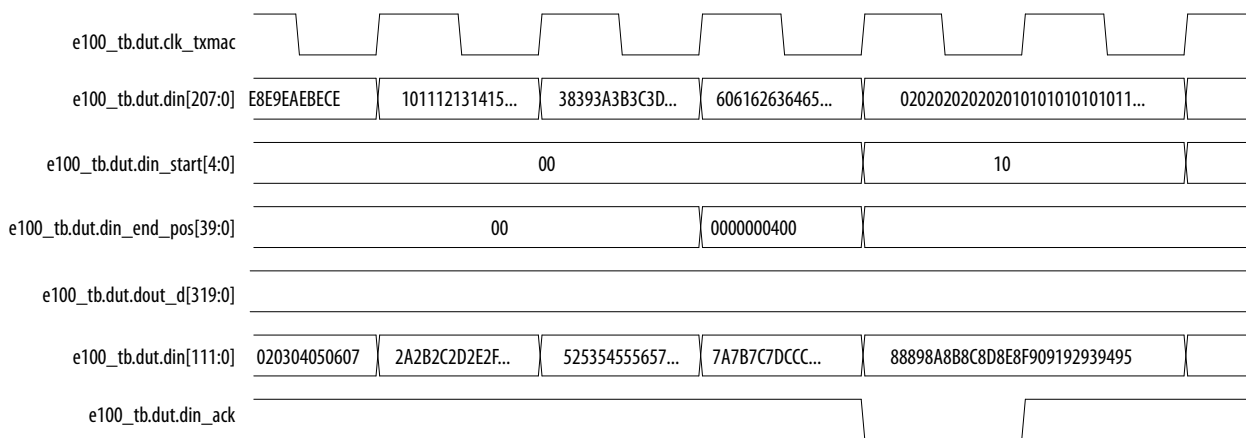 e100_tb.dut.clk_txmac
e100_tb.dut.din[207:0] E8E9EAEBECE 101112131415... 38393A3B3C3D... 606162636465... 020202020202010101010101011...
e100_tb.dut.din_start[4:0] 00 10
e100_tb.dut.din_end_pos[39:0] 00 0000000400
e100_tb.dut.dout_d[319:0]
e100_tb.dut.din[111:0] 020304050607 2A2B2C2D2E2F... 525354555657... 7A7B7C7DCCC... 88898A8B8C8D8E8F909192939495
e100_tb.dut.din_ack